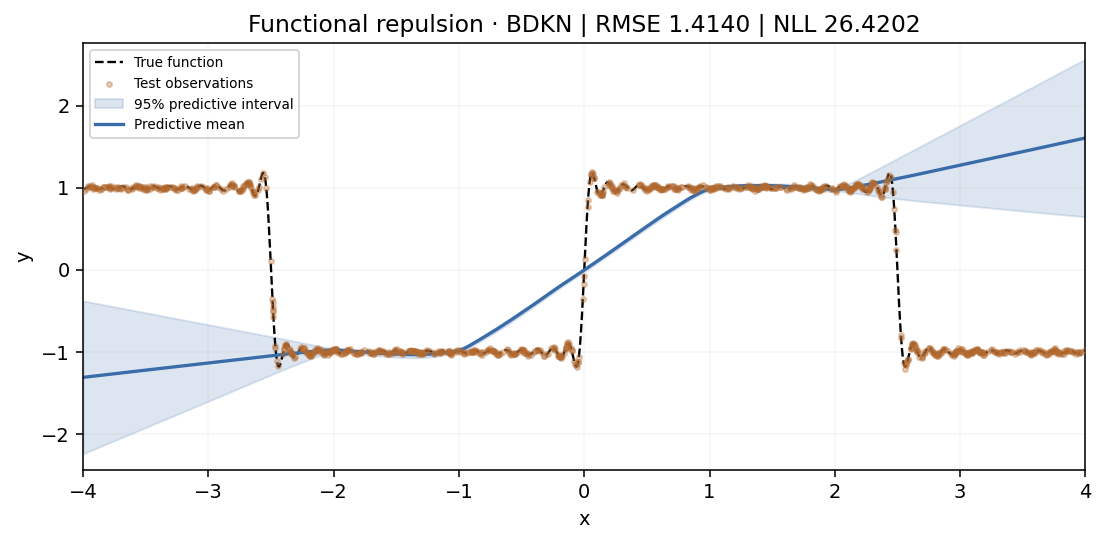 Functional repulsion · BDKN | RMSE 1.4140 | NLL 26.4202
True function
Test observations
95% predictive interval
Predictive mean
y
2
1
0
−1
−2
−4
−3
−2
−1
0
1
2
3
4
x